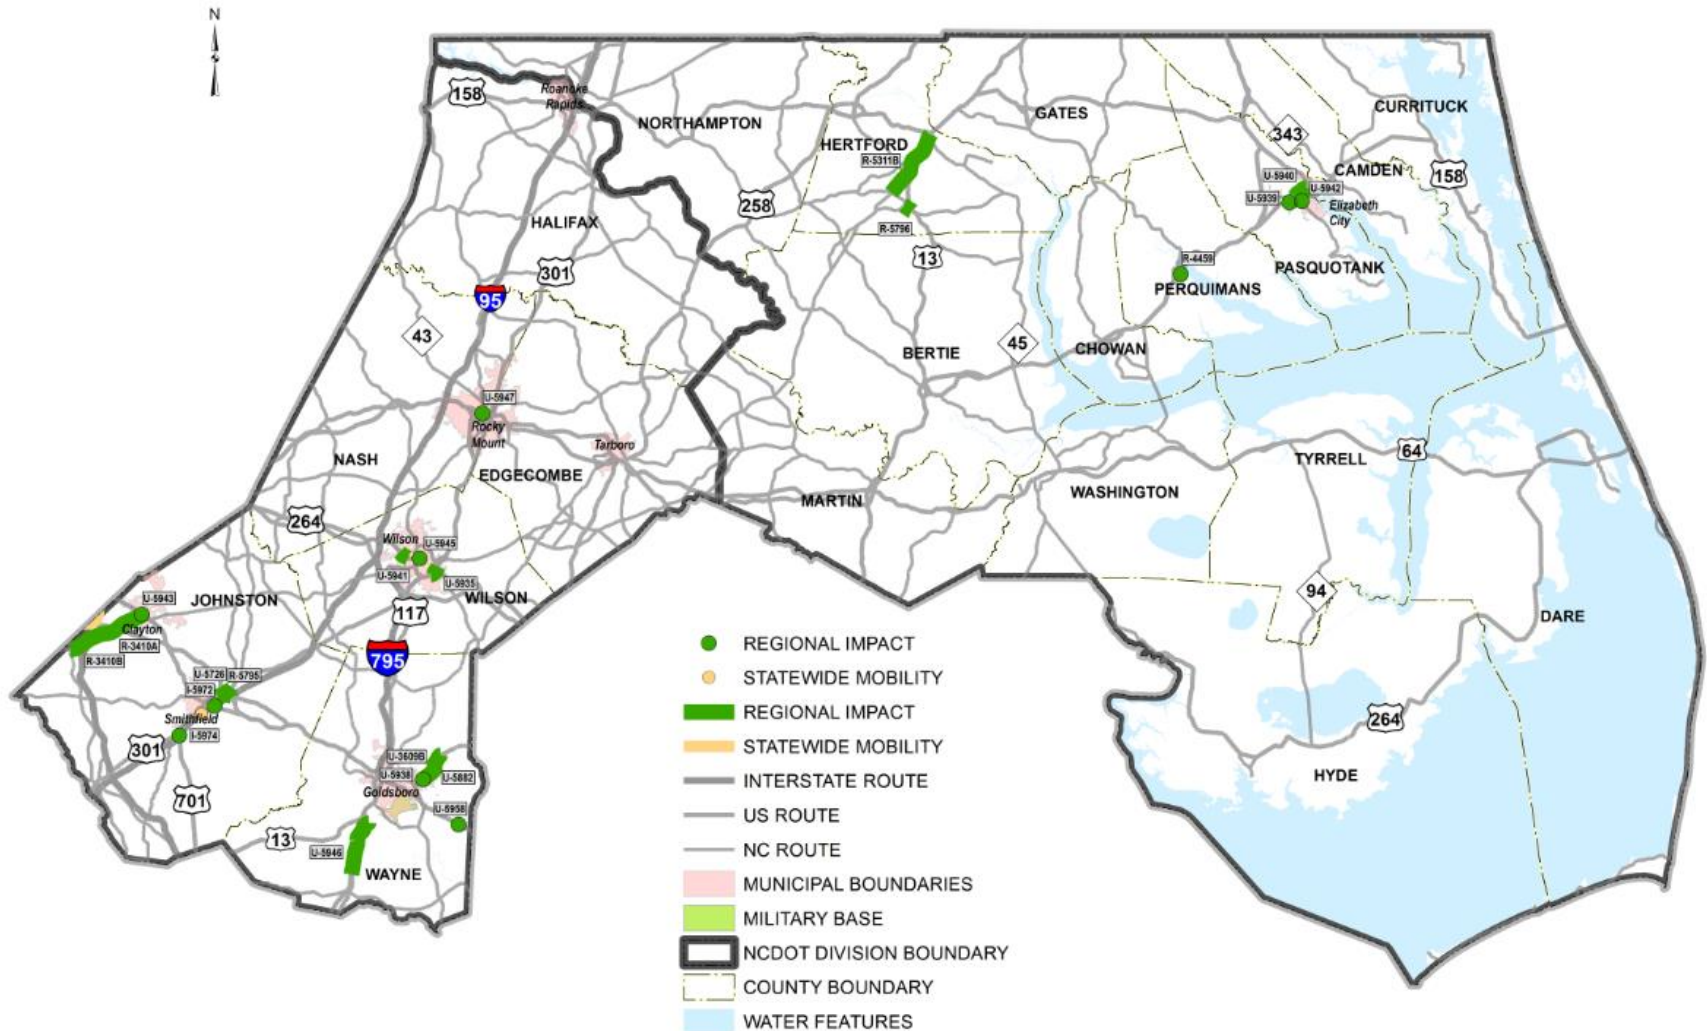 N
158
Roanoke
Rapids
NORTHAMPTON
GATES
CURRITUCK
HERTFORD
R-5311B
343
CAMDEN
158
U-5940
U-5942
U-5939
Elizabeth
City
258
HALIFAX
R-5796
13
R-4459
PASQUOTANK
PERQUIMANS
301
95
43
45
BERTIE
CHOWAN
U-5947
Rocky
Mount
Tarboro
NASH
EDGECOMBE
64
TYRRELL
MARTIN
WASHINGTON
264
Wilson
U-5945
U-5941
U-5935
WILSON
JOHNSTON
117
U-5943
Clayton
R-3410A
R-3410B
795
94
DARE
U-5726
R-5795
I-5972
Smithfield
I-5974
301
701
U-3609B
U-5938
U-5882
Goldsboro
U-5958
13
U-5946
WAYNE
264
HYDE
REGIONAL IMPACT
STATEWIDE MOBILITY
REGIONAL IMPACT
STATEWIDE MOBILITY
INTERSTATE ROUTE
US ROUTE
NC ROUTE
MUNICIPAL BOUNDARIES
MILITARY BASE
NCDOT DIVISION BOUNDARY
COUNTY BOUNDARY
WATER FEATURES